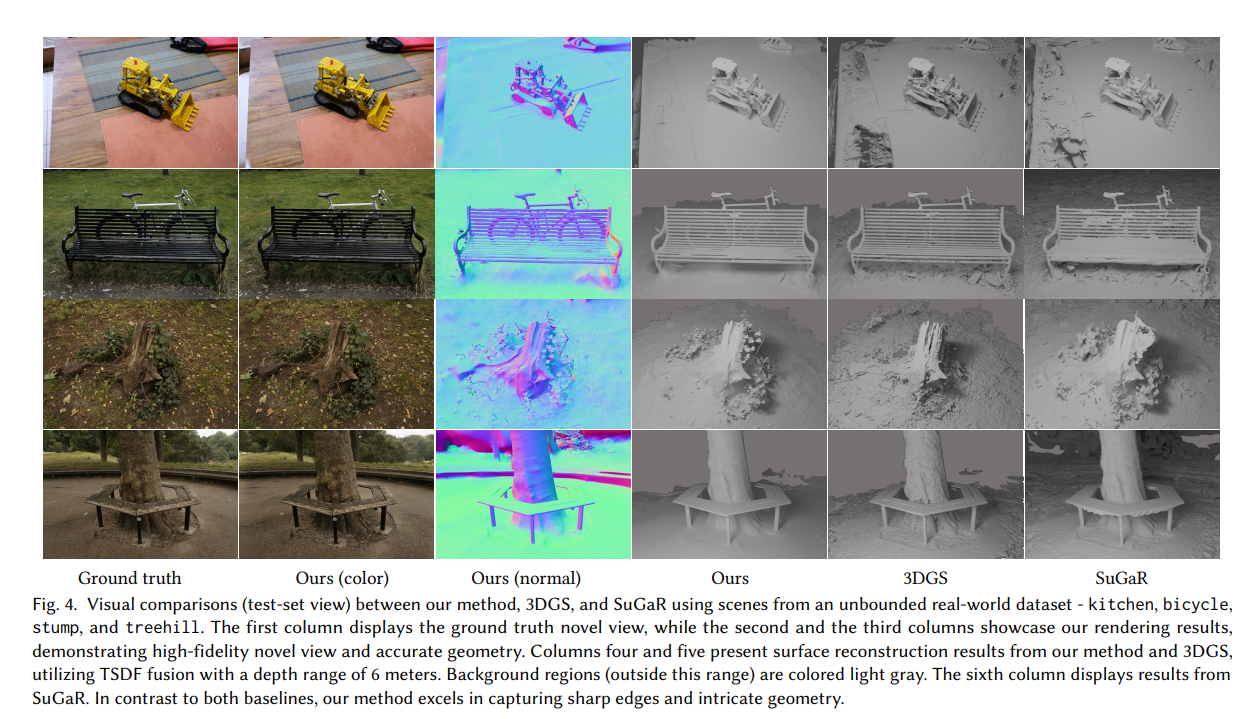 Ground truth
Ours (color)
Ours (normal)
Ours
3DGS
SuGaR
Fig. 4. Visual comparisons (test-set view) between our method, 3DGS, and SuGaR using scenes from an unbounded real-world dataset - kitchen, bicycle,
stump, and treehill. The first column displays the ground truth novel view, while the second and the third columns showcase our rendering results,
demonstrating high-fidelity novel view and accurate geometry. Columns four and five present surface reconstruction results from our method and 3DGS,
utilizing TSDF fusion with a depth range of 6 meters. Background regions (outside this range) are colored light gray. The sixth column displays results from
SuGaR. In contrast to both baselines, our method excels in capturing sharp edges and intricate geometry.